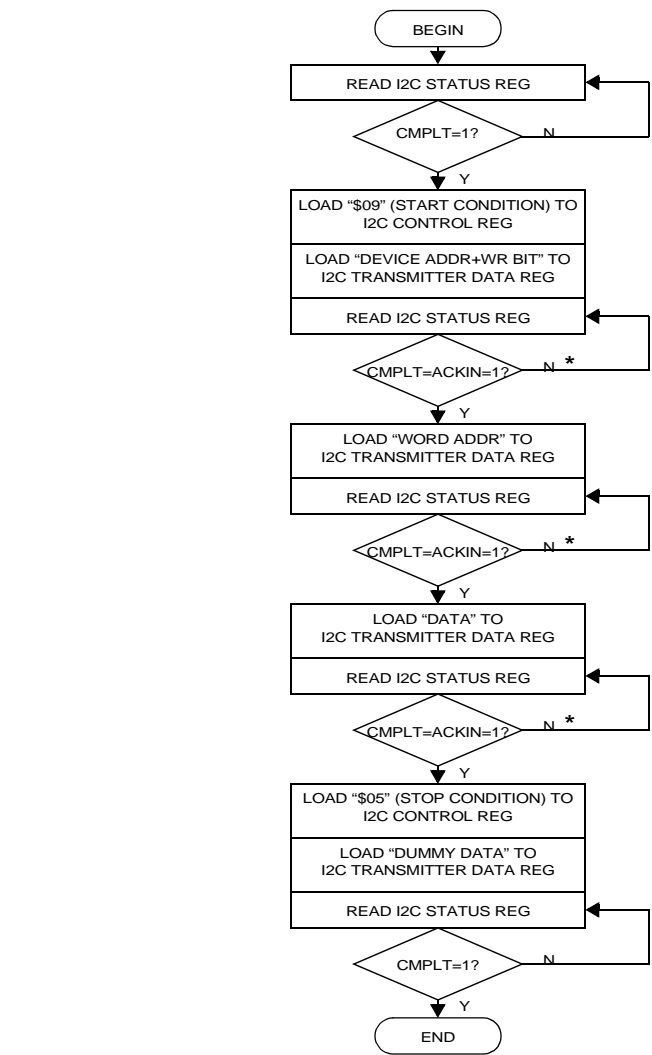 BEGIN
READ I2C STATUS REG
CMPLT=1?
N
Y
LOAD “$09” (START CONDITION) TO
I2C CONTROL REG
LOAD “DEVICE ADDR+WR BIT” TO
I2C TRANSMITTER DATA REG
READ I2C STATUS REG
CMPLT=ACKIN=1?
N *
Y
LOAD “WORD ADDR” TO
I2C TRANSMITTER DATA REG
READ I2C STATUS REG
CMPLT=ACKIN=1?
N *
Y
LOAD “DATA” TO
I2C TRANSMITTER DATA REG
READ I2C STATUS REG
CMPLT=ACKIN=1?
N *
Y
LOAD “$05” (STOP CONDITION) TO
I2C CONTROL REG
LOAD “DUMMY DATA” TO
I2C TRANSMITTER DATA REG
READ I2C STATUS REG
CMPLT=1?
N
Y
END